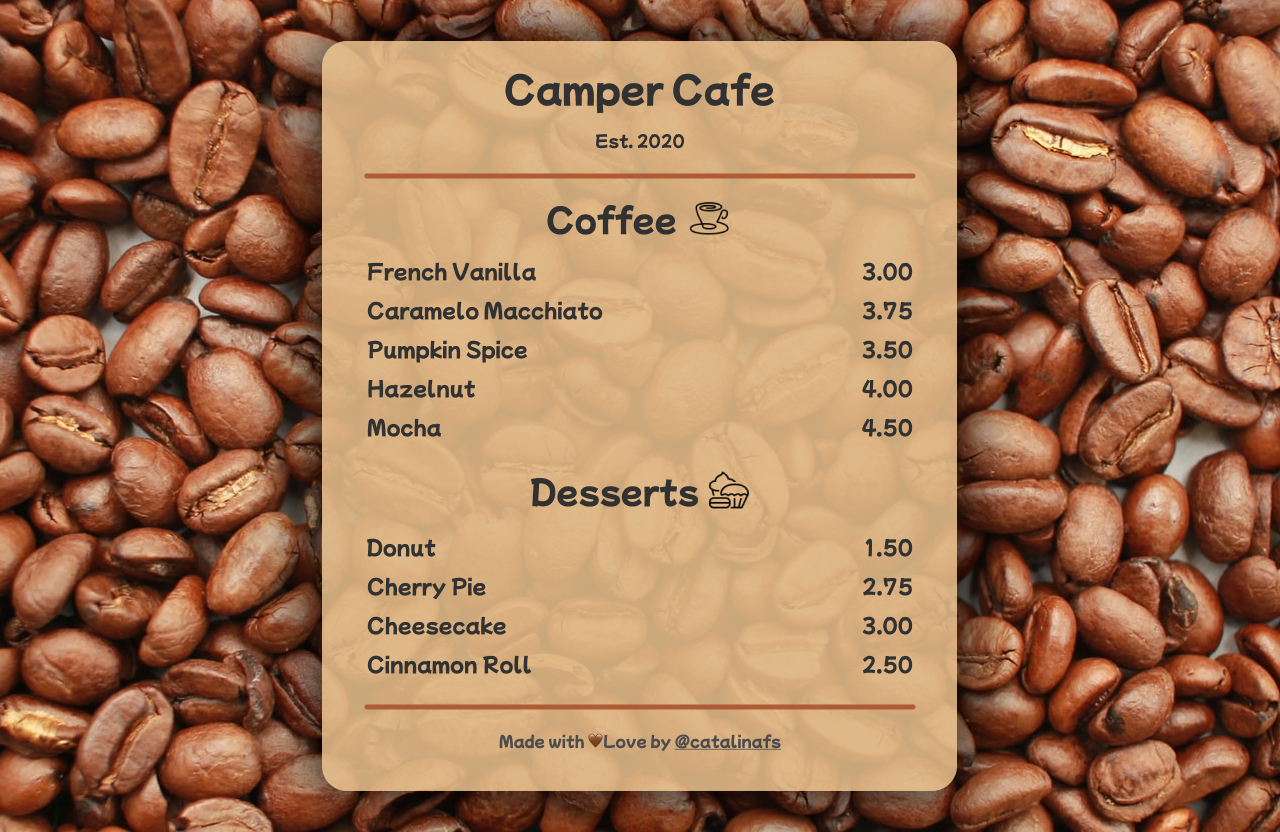 Camper Cafe
Est. 2020
Coffee
French Vanilla 3.00
Caramelo Macchiato 3.75
Pumpkin Spice 3.50
Hazelnut 4.00
Mocha 4.50
Desserts
Donut 1.50
Cherry Pie 2.75
Cheesecake 3.00
Cinnamon Roll 2.50
Made with 🤎Love by @catalinafs